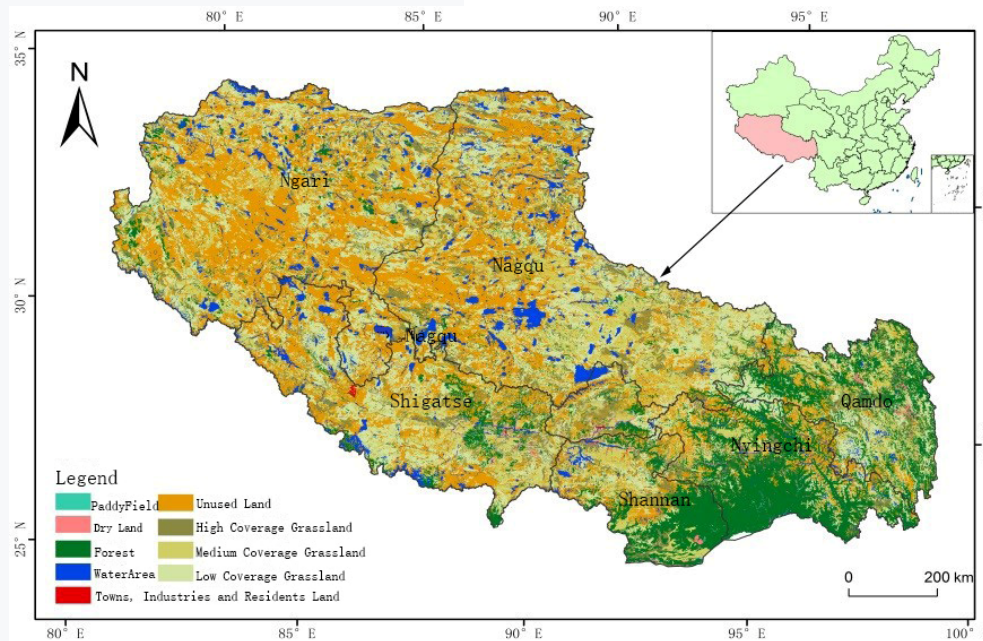 80° E 85° E 90° E 95° E
35° N
N
Ngari
Nagqu
30° N
Nagqu
Shigatse
Qamdo
Nyingchi
Shannan
Legend
PaddyField
Unused Land
Dry Land
High Coverage Grassland
Forest
Medium Coverage Grassland
WaterArea
Low Coverage Grassland
Towns, Industries and Residents Land
25° N
0 200 km
80° E 85° E 90° E 95° E 100° E